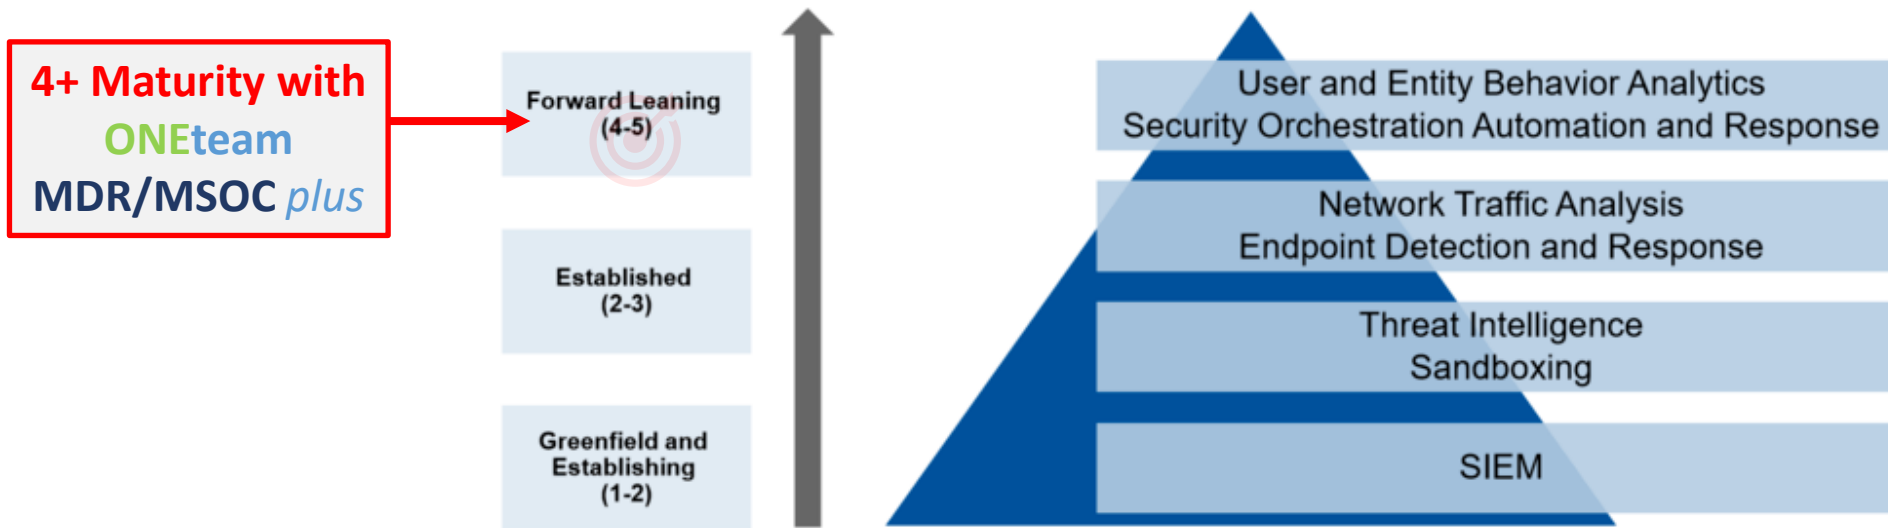 4+ Maturity with
ONEteam
MDR/MSOC plus
Forward Leaning
(4-5)
Established
(2-3)
Greenfield and
Establishing
(1-2)
User and Entity Behavior Analytics
Security Orchestration Automation and Response
Network Traffic Analysis
Endpoint Detection and Response
Threat Intelligence
Sandboxing
SIEM